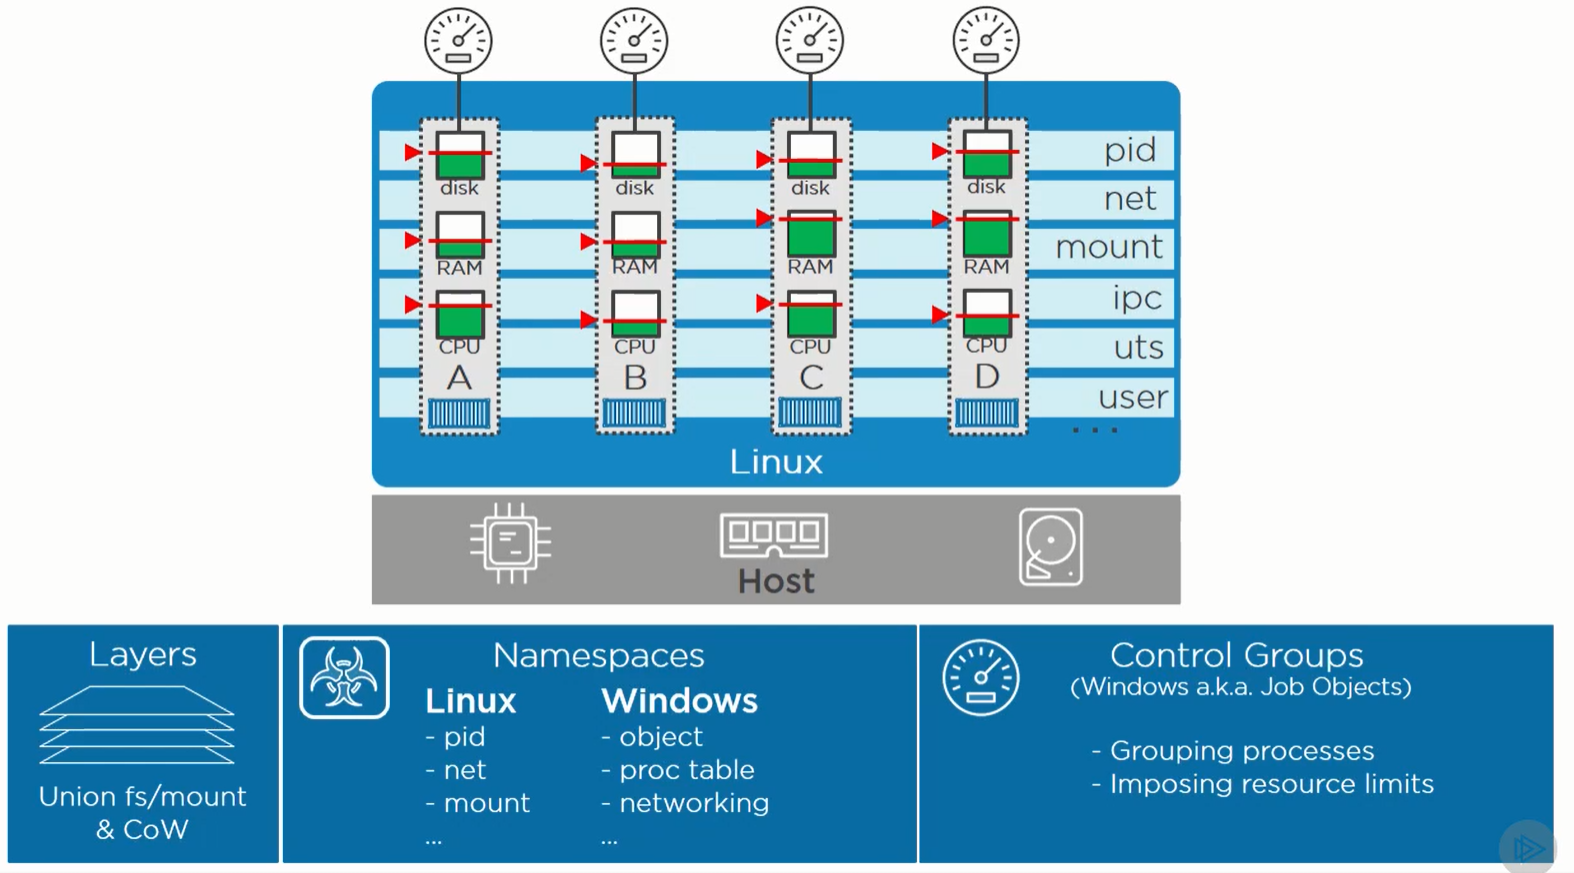 pid
net
mount
ipc
uts
user
...
disk
RAM
CPU
A
disk
RAM
CPU
B
disk
RAM
CPU
C
disk
RAM
CPU
D
Linux
Host
Layers
Union fs/mount
& CoW
Namespaces
Linux
- pid
- net
- mount
...
Windows
- object
- proc table
- networking
...
Control Groups
(Windows a.k.a. Job Objects)
- Grouping processes
- Imposing resource limits